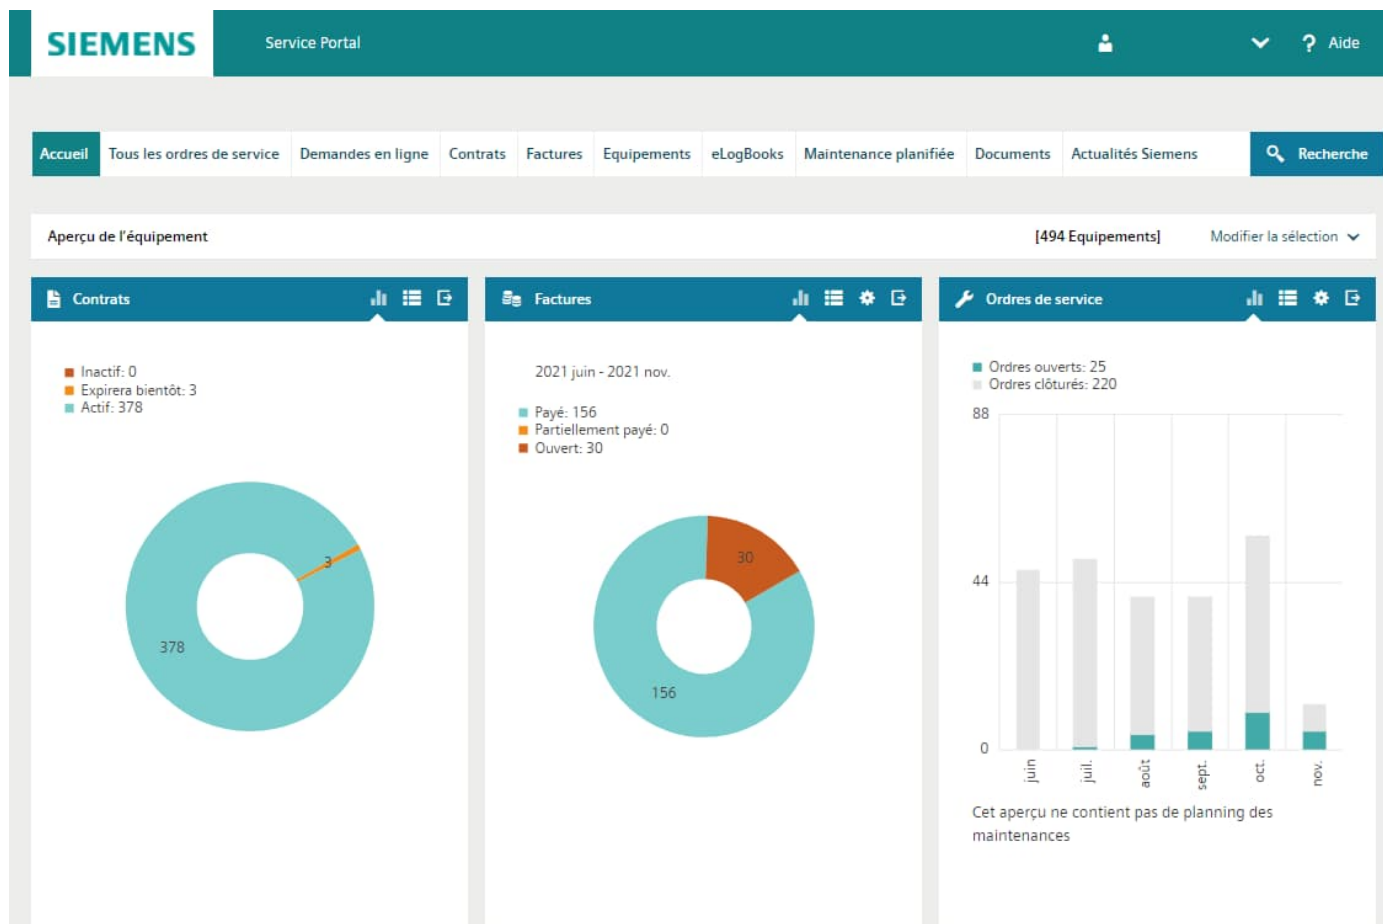 SIEMENS
Service Portal
? Aide
Accueil
Tous les ordres de service
Demandes en ligne
Contrats
Factures
Equipements
eLogBooks
Maintenance planifiée
Documents
Actualités Siemens
Recherche
Aperçu de l'équipement
[494 Equipements]
Modifier la sélection
Contrats
Inactif: 0
Expirera bientôt: 3
Actif: 378
3
378
Factures
2021 juin - 2021 nov.
Payé: 156
Partiellement payé: 0
Ouvert: 30
30
156
Ordres de service
Ordres ouverts: 25
Ordres clôturés: 220
88
44
0
juin
juil.
août
sept.
oct.
nov.
Cet aperçu ne contient pas de planning des
maintenances